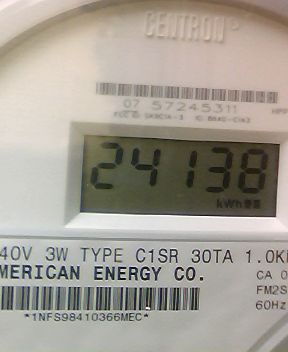 CENTRON®
07 57245311
24138
kWh
40V 3W TYPE C1SR 30TA 1.0K
MERICAN ENERGY CO.
CA 0
FM2S
60Hz
*1NFS98410366MEC*